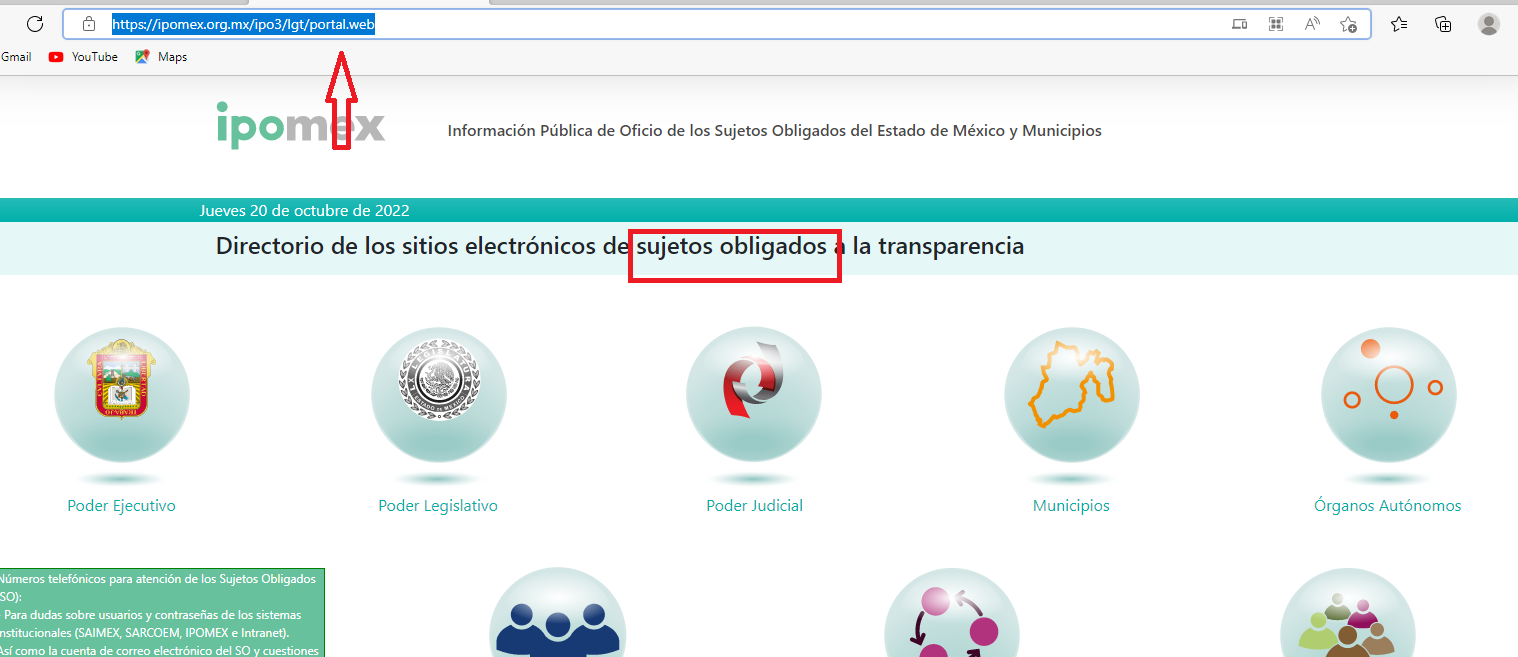 https://ipomex.org.mx/ipo3/lgt/portal.web
Gmail YouTube Maps
ipomex
Información Pública de Oficio de los Sujetos Obligados del Estado de México y Municipios
Jueves 20 de octubre de 2022
Directorio de los sitios electrónicos de sujetos obligados a la transparencia
Poder Ejecutivo Poder Legislativo Poder Judicial Municipios Órganos Autónomos
Números telefónicos para atención de los Sujetos Obligados
SO):
Para dudas sobre usuarios y contraseñas de los sistemas
nstitucionales (SAIMEX, SARCOEM, IPOMEX e Intranet).
Así como la cuenta de correo electrónico del SO y cuestiones